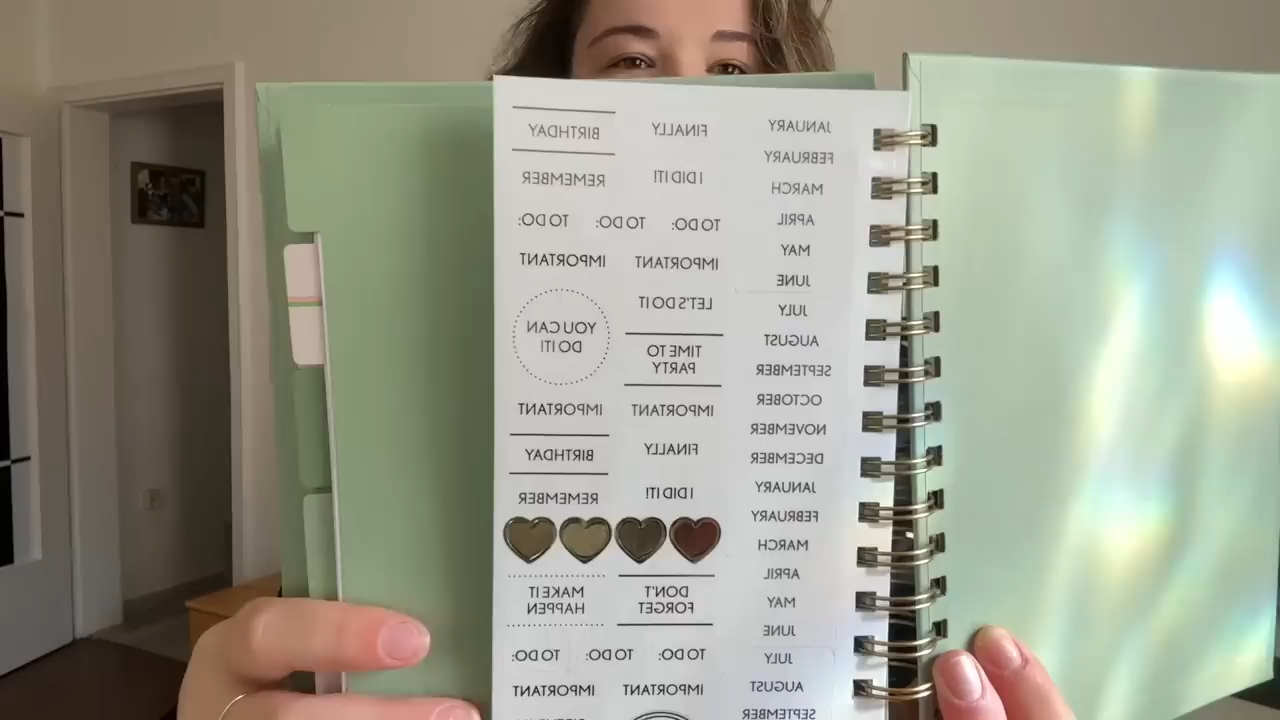 BIRTHDAY
FINALLY
REMEMBER
I DID IT!
TO DO:
TO DO:
TO DO:
IMPORTANT
IMPORTANT
YOU CAN
DO IT!
LET'S DO IT
TIME TO
PARTY
IMPORTANT
IMPORTANT
BIRTHDAY
FINALLY
REMEMBER
I DID IT!
MAKE IT
HAPPEN
DON'T
FORGET
TO DO:
TO DO:
TO DO:
IMPORTANT
IMPORTANT
JANUARY
FEBRUARY
MARCH
APRIL
MAY
JUNE
JULY
AUGUST
SEPTEMBER
OCTOBER
NOVEMBER
DECEMBER
JANUARY
FEBRUARY
MARCH
APRIL
MAY
JUNE
JULY
AUGUST
SEPTEMBER